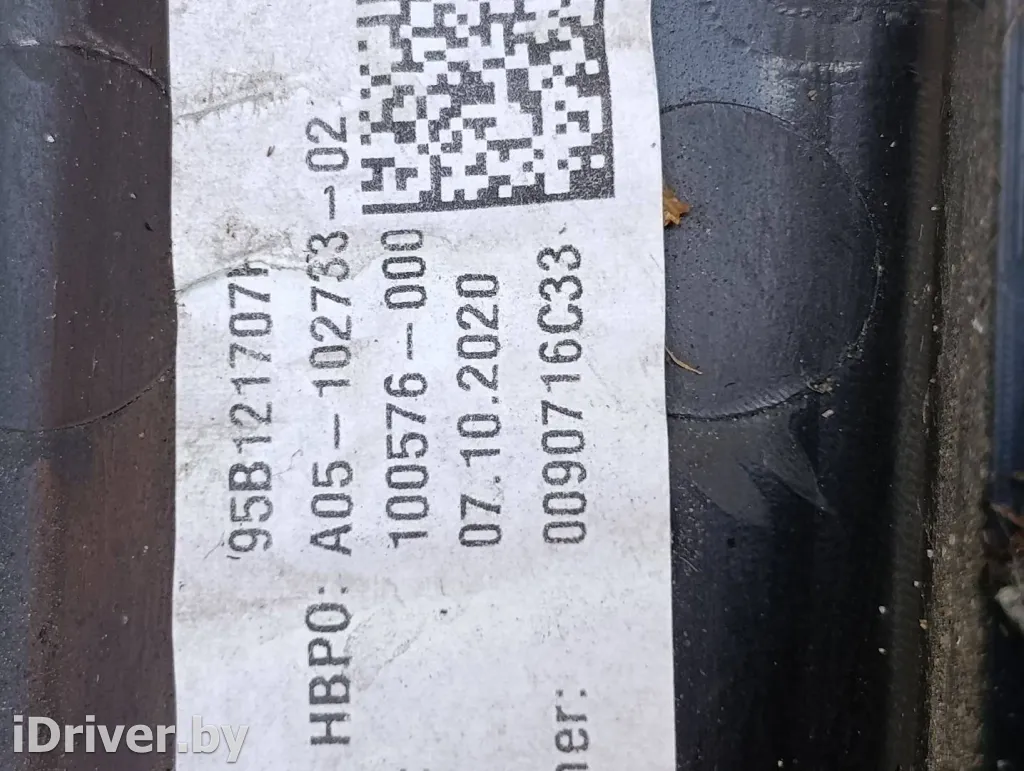 95B121707
HBPO: A05-102733-02
100576-000
07.10.2020
ner: 0090716C33
iDriver.by